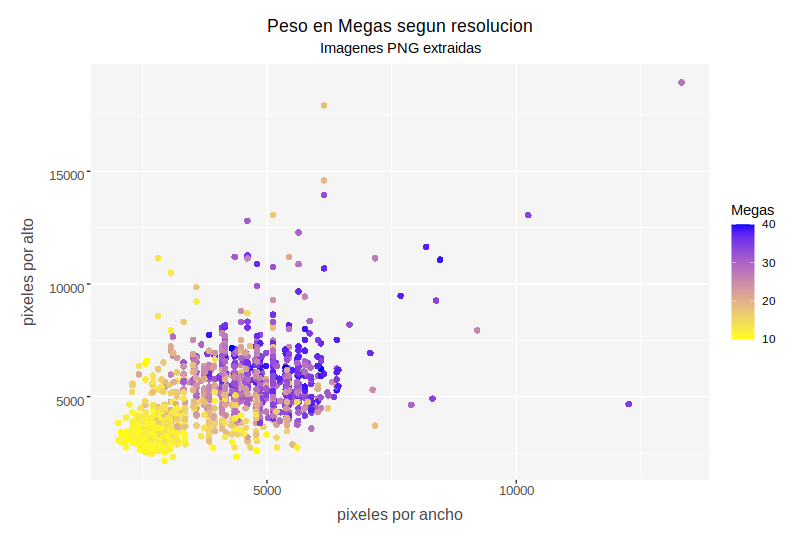 Peso en Megas segun resolucion
Imagenes PNG extraidas
15000
10000
5000
pixeles por alto
5000
10000
pixeles por ancho
Megas
40
30
20
10